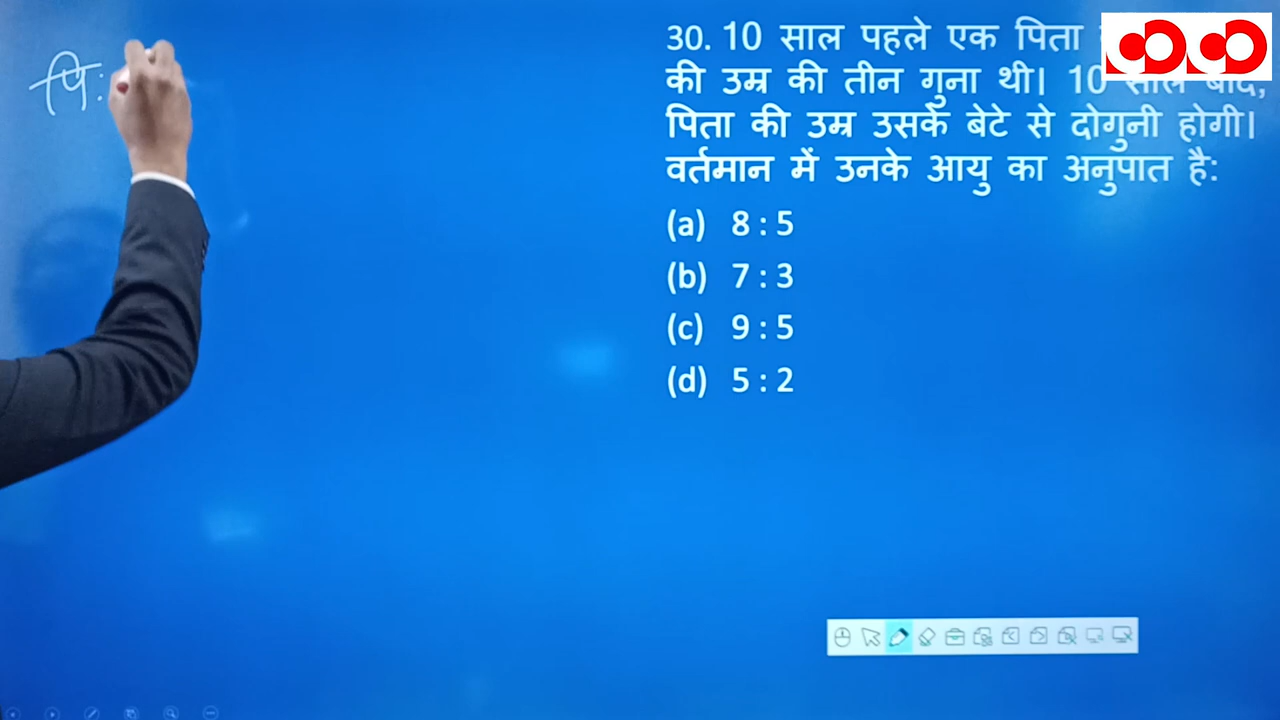 पि:
30. 10 साल पहले एक पिता
की उम्र की तीन गुना थी। 10 साल बाद,
पिता की उम्र उसके बेटे से दोगुनी होगी।
वर्तमान में उनके आयु का अनुपात है:
(a) 8 : 5
(b) 7 : 3
(c) 9 : 5
(d) 5 : 2